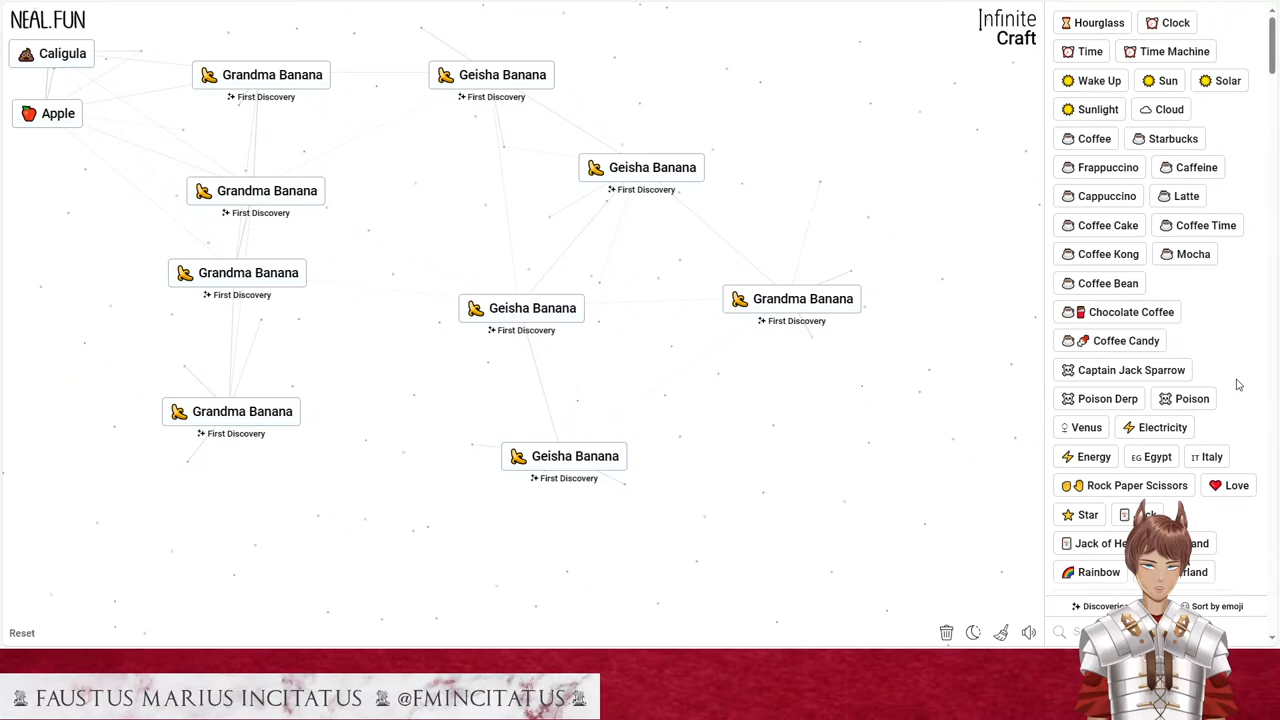 NEAL.FUN
Infinite
Craft
Caligula
Apple
Grandma Banana
First Discovery
Geisha Banana
First Discovery
Geisha Banana
First Discovery
Grandma Banana
First Discovery
Grandma Banana
First Discovery
Geisha Banana
First Discovery
Grandma Banana
First Discovery
Grandma Banana
First Discovery
Geisha Banana
First Discovery
Reset
Hourglass Clock
Time Time Machine
Wake Up Sun Solar
Sunlight Cloud
Coffee Starbucks
Frappuccino Caffeine
Cappuccino Latte
Coffee Cake Coffee Time
Coffee Kong Mocha
Coffee Bean
Chocolate Coffee
Coffee Candy
Captain Jack Sparrow
Poison Derp Poison
Venus Electricity
Energy EG Egypt IT Italy
Rock Paper Scissors Love
Star
Jack of
Rainbow
Sort by emoji
FAUSTUS MARIUS INCITATUS @FMINCITATUS